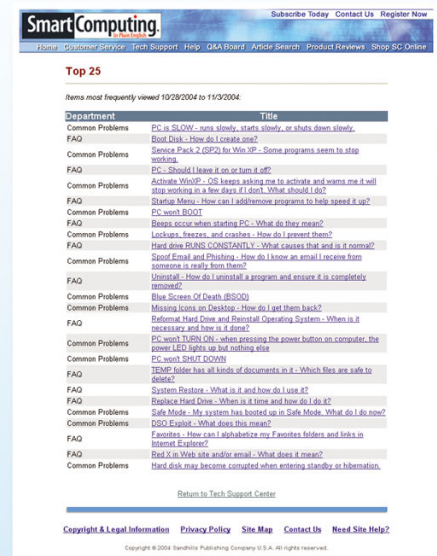 Subscribe Today Contact Us Register Now
SmartComputing.
In Plain English
Home Customer Service Tech Support Help Q&A Board Article Search Product Reviews Shop SC Online
Top 25
Items most frequently viewed 10/28/2004 to 11/3/2004:
Department Title
Common Problems PC is SLOW - runs slowly, starts slowly, or shuts down slowly.
FAQ Boot Disk - How do I create one?
Common Problems Service Pack 2 (SP2) for Win XP - Some programs seem to stop
working.
FAQ PC - Should I leave it on or turn it off?
Common Problems Activate WinXP - OS keeps asking me to activate and warns me it will
stop working in a few days if I don't. What should I do?
FAQ Startup Menu - How can I add/remove programs to help speed it up?
Common Problems PC won't BOOT
FAQ Beeps occur when starting PC - What do they mean?
Common Problems Lockups, freezes, and crashes - How do I prevent them?
FAQ Hard drive RUNS CONSTANTLY - What causes that and is it normal?
Common Problems Spoof Email and Phishing - How do I know an email I receive from
someone is really from them?
FAQ Uninstall - How do I uninstall a program and ensure it is completely
removed?
Common Problems Blue Screen Of Death (BSOD)
Common Problems Missing Icons on Desktop - How do I get them back?
FAQ Reformat Hard Drive and Reinstall Operating System - When is it
necessary and how is it done?
Common Problems PC won't TURN ON - when pressing the power button on computer, the
power LED lights up but nothing else
Common Problems PC won't SHUT DOWN
FAQ TEMP folder has all kinds of documents in it - Which files are safe to
delete?
FAQ System Restore - What is it and how do I use it?
FAQ Replace Hard Drive - When is it time and how do I do it?
Common Problems Safe Mode - My system has booted up in Safe Mode. What do I do now?
Common Problems DSO Exploit - What does this mean?
FAQ Favorites - How can I alphabetize my Favorites folders and links in
Internet Explorer?
FAQ Red X in Web site and/or email - What does it mean?
Common Problems Hard disk may become corrupted when entering standby or hibernation.
Return to Tech Support Center
Copyright & Legal Information Privacy Policy Site Map Contact Us Need Site Help?
Copyright © 2004 Sandhills Publishing Company U.S.A. All rights reserved.